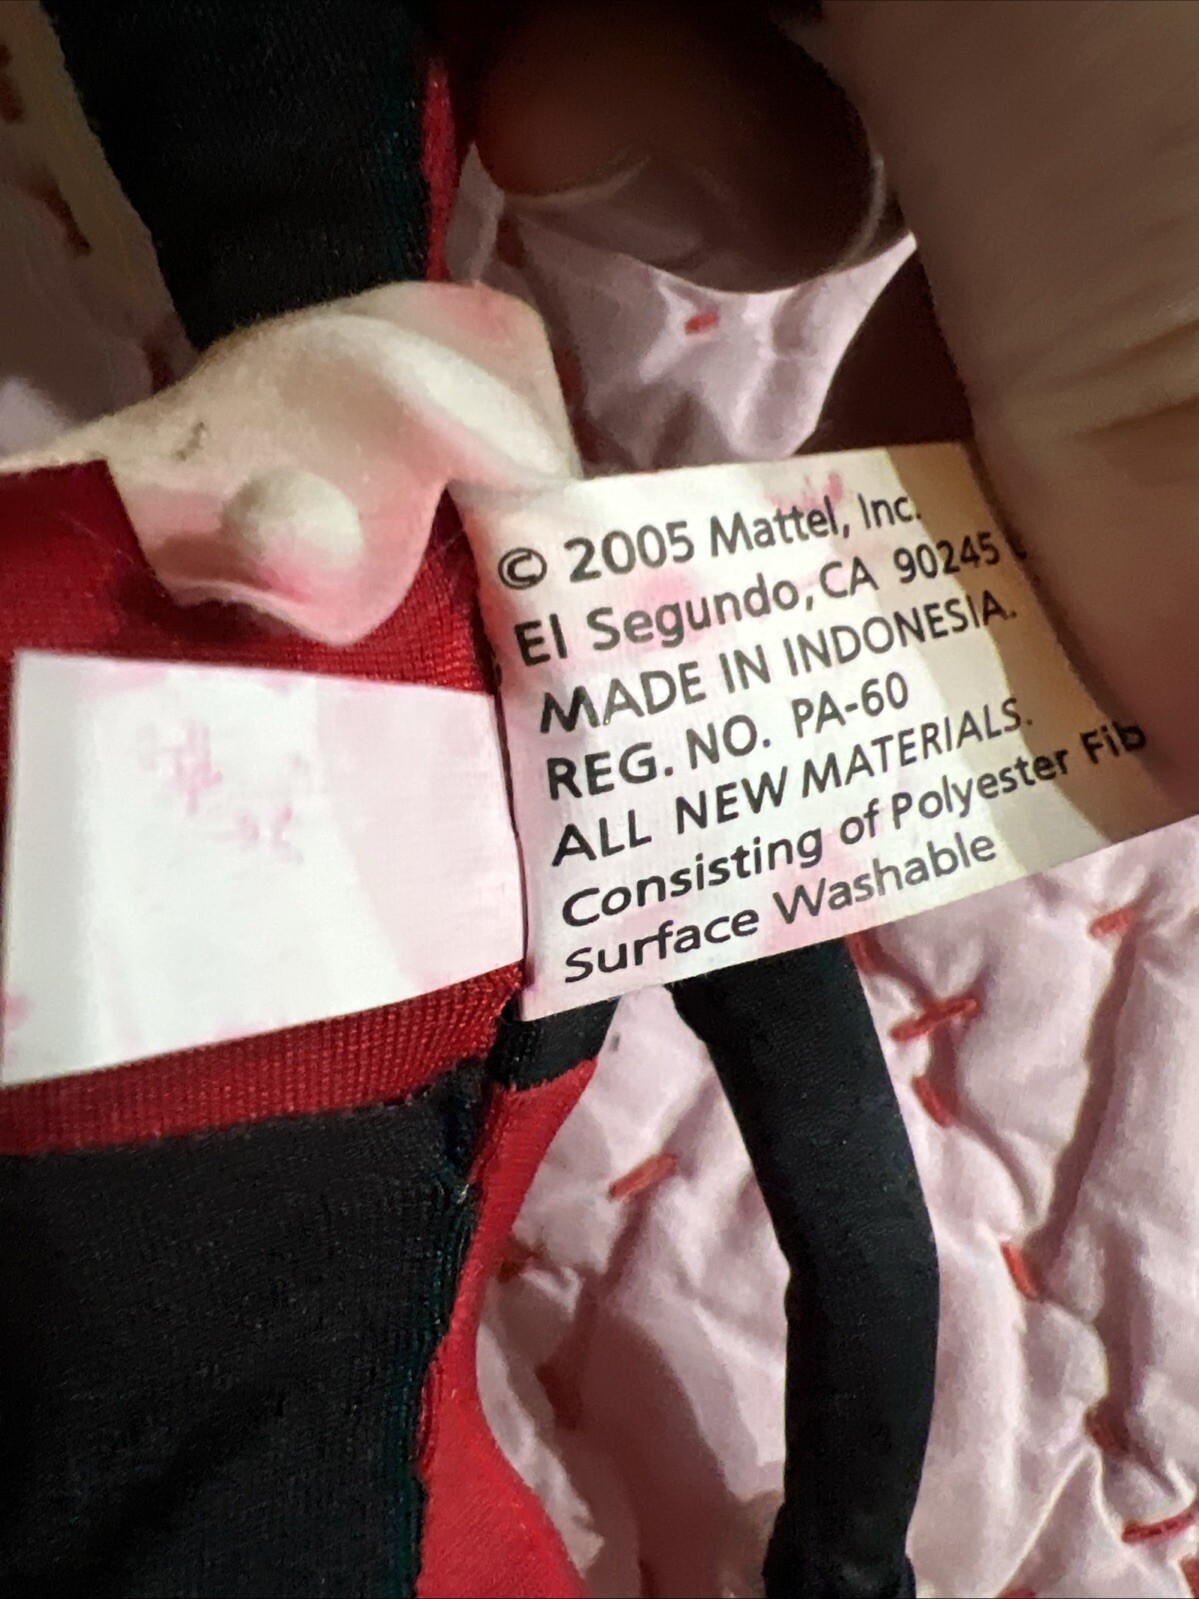 © 2005 Mattel, Inc.
El Segundo, CA 90245
MADE IN INDONESIA.
REG. NO. PA-60
ALL NEW MATERIALS.
Consisting of Polyester Fib
Surface Washable